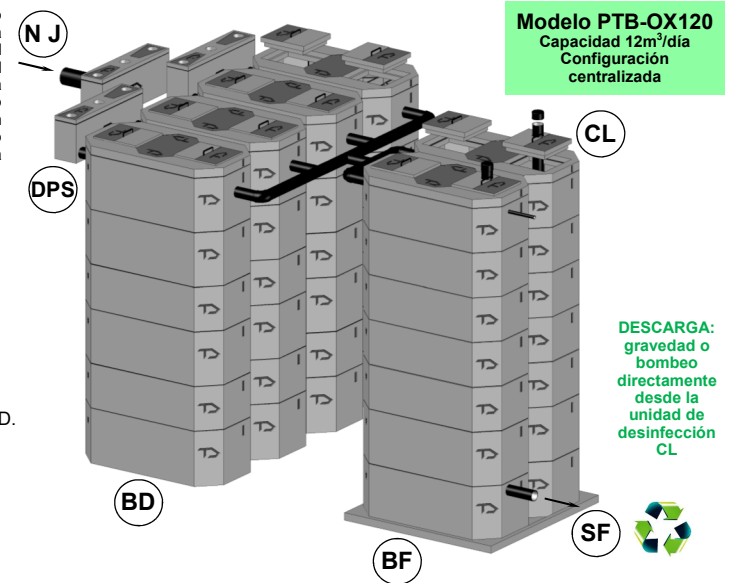 N J
Modelo PTB-OX120
Capacidad 12m³/día
Configuración
centralizada
CL
DPS
DESCARGA:
gravedad o
bombeo
directamente
desde la
unidad de
desinfección
CL
D.
BD
SF
BF